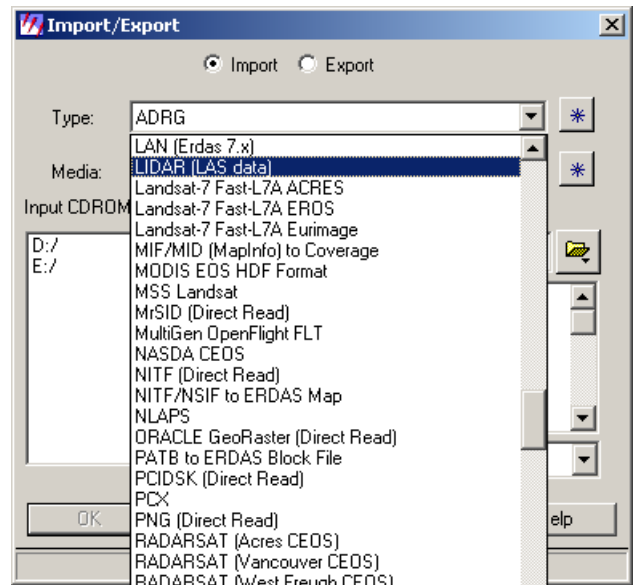 Import/Export
Import Export
Type: ADRG
Media:
Input CDROM
D:/
E:/
LAN (Erdas 7.x)
LIDAR (LAS data)
Landsat-7 Fast-L7A ACRES
Landsat-7 Fast-L7A EROS
Landsat-7 Fast-L7A Eurimage
MIF/MID (MapInfo) to Coverage
MODIS EOS HDF Format
MSS Landsat
MrSID (Direct Read)
MultiGen OpenFlight FLT
NASDA CEOS
NITF (Direct Read)
NITF/NSIF to ERDAS Map
NLAPS
ORACLE GeoRaster (Direct Read)
PATB to ERDAS Block File
PCIDSK (Direct Read)
PCX
PNG (Direct Read)
RADARSAT (Acres CEOS)
RADARSAT (Vancouver CEOS)
RADARSAT (West Freugh CEOS)
OK
elp